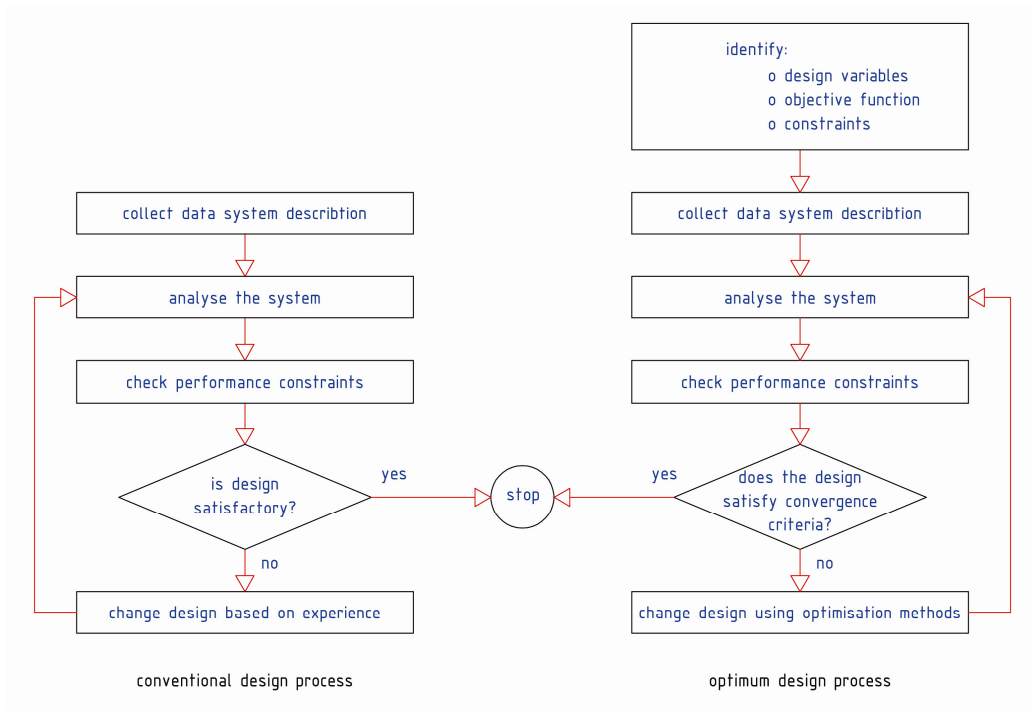 identify:
o design variables
o objective function
o constraints
collect data system describtion
collect data system describtion
analyse the system
analyse the system
check performance constraints
check performance constraints
is design
satisfactory?
yes
stop
yes
does the design
satisfy convergence
criteria?
no
no
change design based on experience
change design using optimisation methods
conventional design process
optimum design process